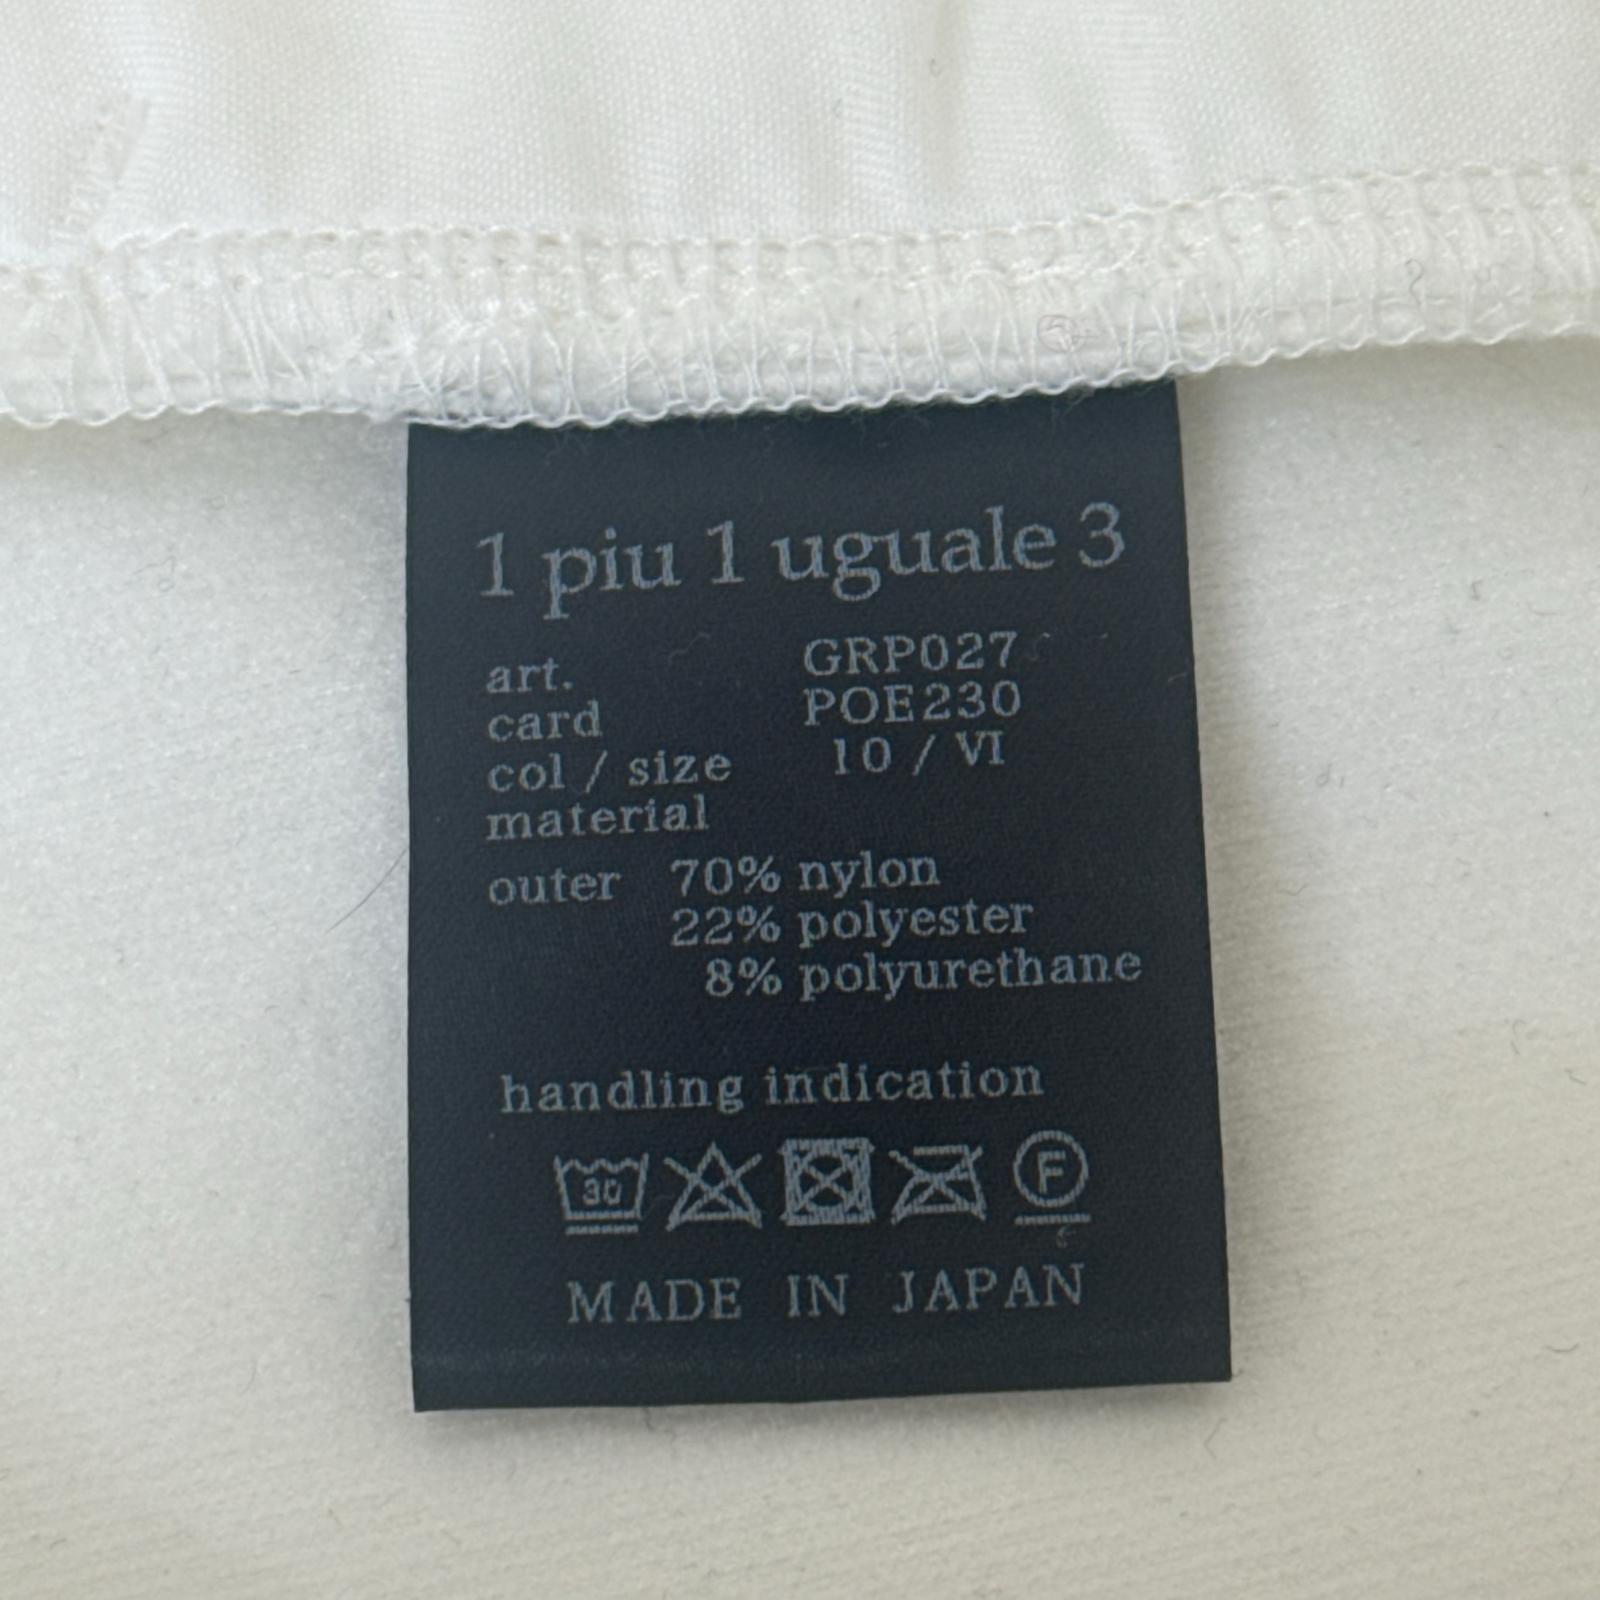 1 piu 1 uguale 3
art. GRP027
card POE230
col / size 10 / VI
material
outer 70% nylon
22% polyester
8% polyurethane
handling indication
30 F
MADE IN JAPAN